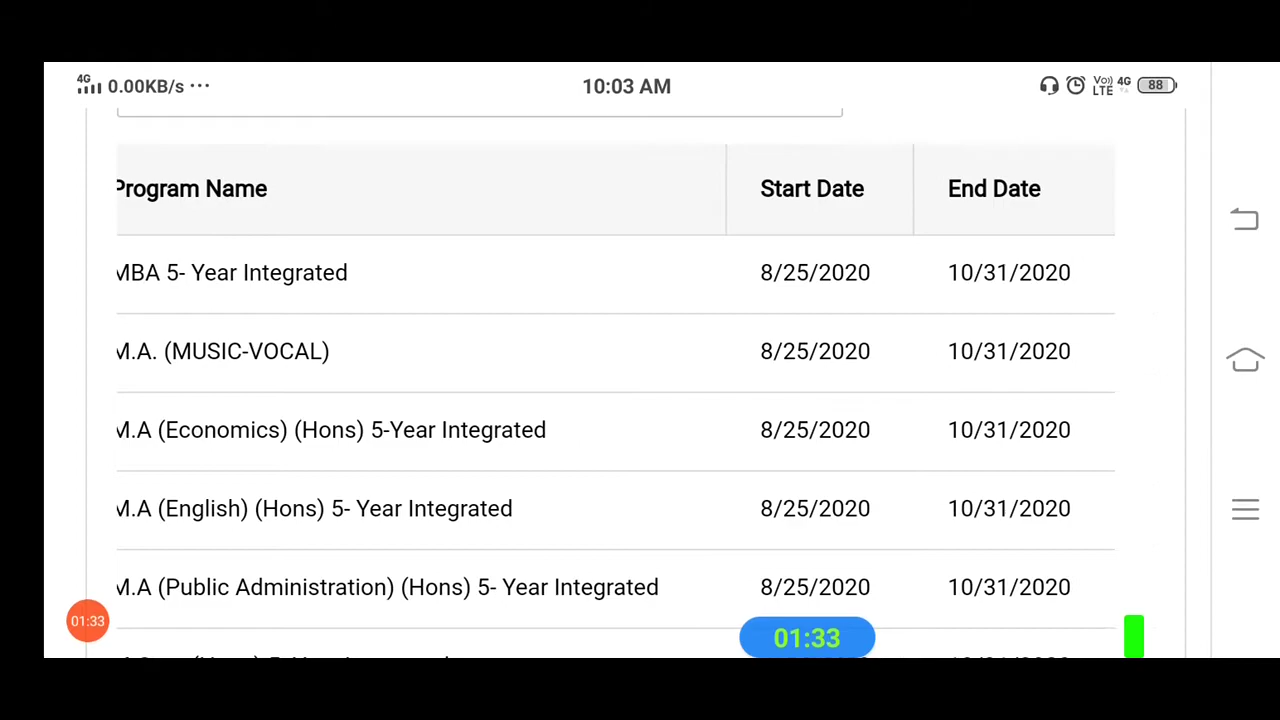 4G 0.00KB/s ··· 10:03 AM Vo)) LTE 4G 88
Program Name Start Date End Date
MBA 5- Year Integrated 8/25/2020 10/31/2020
M.A. (MUSIC-VOCAL) 8/25/2020 10/31/2020
M.A (Economics) (Hons) 5-Year Integrated 8/25/2020 10/31/2020
M.A (English) (Hons) 5- Year Integrated 8/25/2020 10/31/2020
M.A (Public Administration) (Hons) 5- Year Integrated 8/25/2020 10/31/2020
01:33
01:33